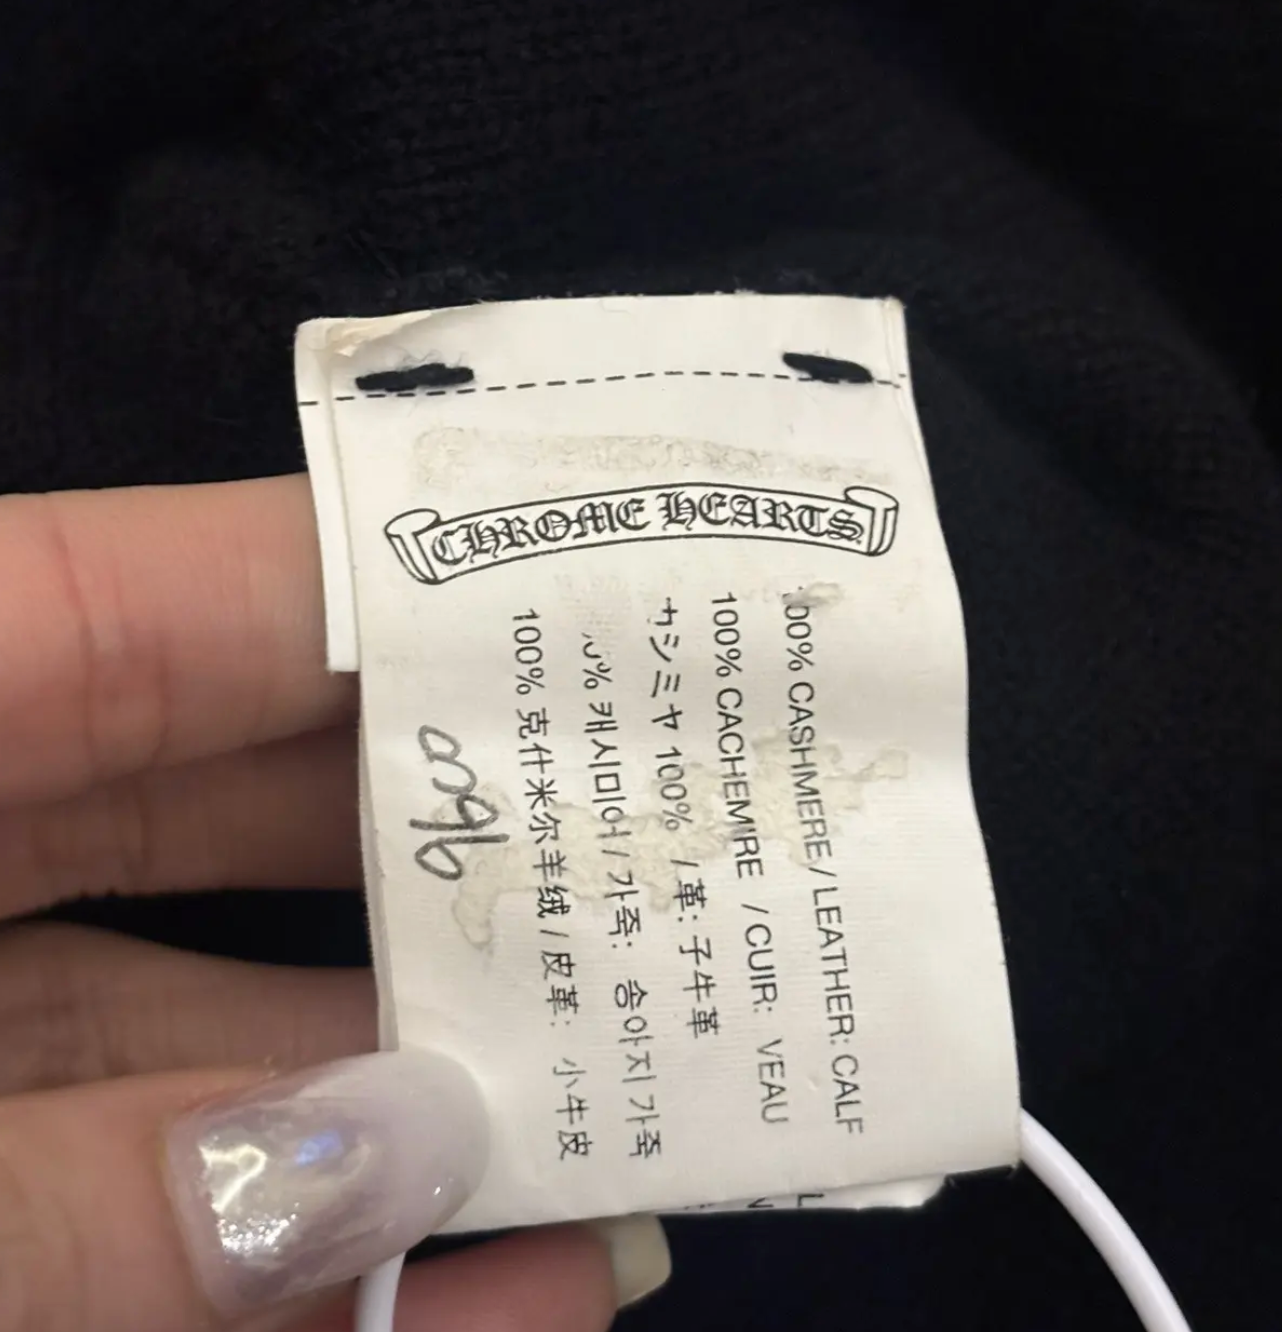 CHROME HEARTS
100% CASHMERE / LEATHER: CALF
100% CACHEMIRE / CUIR: VEAU
カシミヤ 100% / 革: 子牛革
% 캐시미어 / 가죽: 송아지 가죽
100% 克什米尔羊绒 / 皮革: 小牛皮